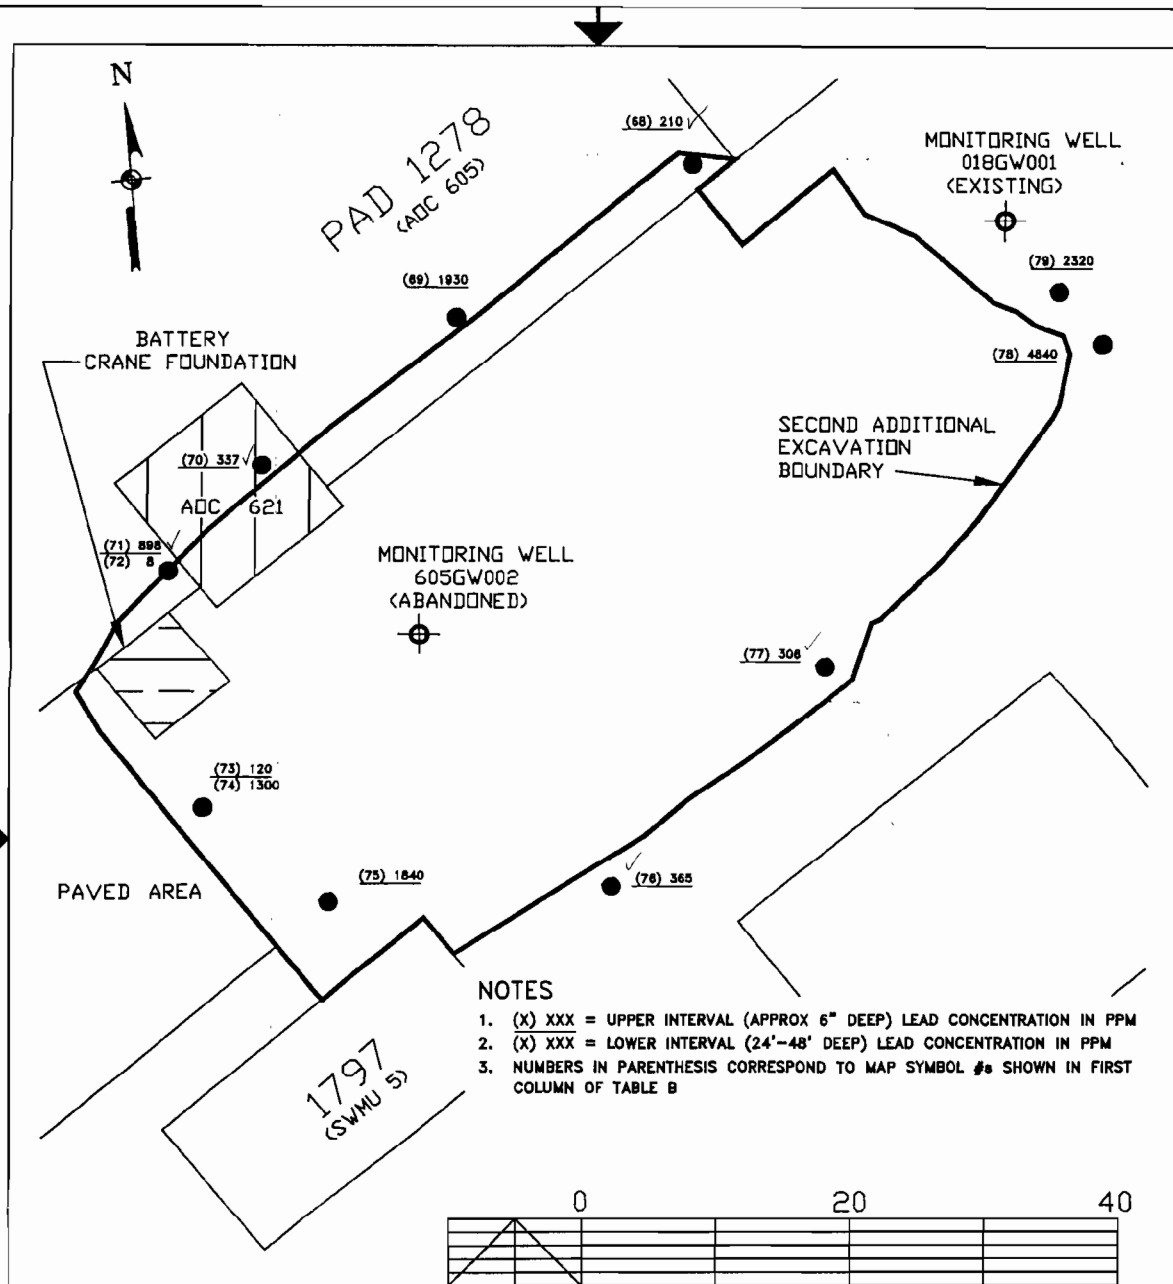 N
(68) 210
PAD 1278
(AOC 605)
MONITORING WELL
018GW001
(EXISTING)
(79) 2320
(69) 1930
BATTERY
CRANE FOUNDATION
(78) 4840
SECOND ADDITIONAL
EXCAVATION
BOUNDARY
(70) 337
AOC 621
(71) 898
(72) 8
MONITORING WELL
605GW002
(ABANDONED)
(77) 306
(73) 120
(74) 1300
PAVED AREA
(75) 1840
(76) 365
NOTES
1. (X) XXX = UPPER INTERVAL (APPROX 6" DEEP) LEAD CONCENTRATION IN PPM
2. (X) XXX = LOWER INTERVAL (24'-48' DEEP) LEAD CONCENTRATION IN PPM
3. NUMBERS IN PARENTHESIS CORRESPOND TO MAP SYMBOL #s SHOWN IN FIRST
COLUMN OF TABLE B
1797
(SWMU 5)
0 20 40